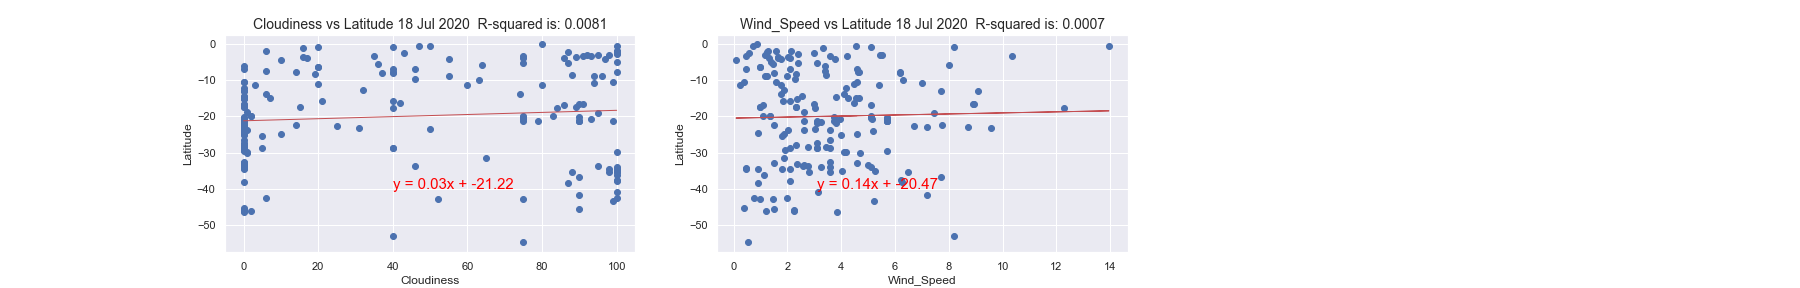 Cloudiness vs Latitude 18 Jul 2020  R-squared is: 0.0081
0
−10
−20
−30
−40
−50
Latitude
y = 0.03x + -21.22
0 20 40 60 80 100
Cloudiness
Wind_Speed vs Latitude 18 Jul 2020  R-squared is: 0.0007
0
−10
−20
−30
−40
−50
Latitude
y = 0.14x + -20.47
0 2 4 6 8 10 12 14
Wind_Speed